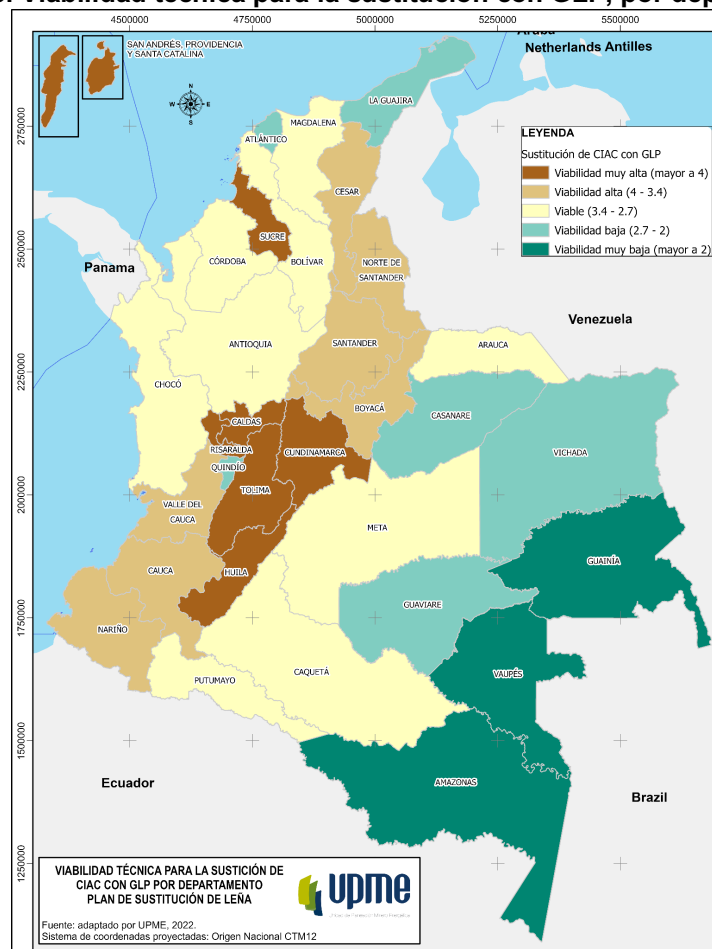 Viabilidad técnica para la sustitución con GLP, por dep
4500000 4750000 5000000 5250000 5500000
SAN ANDRÉS, PROVIDENCIA
Y SANTA CATALINA
N
W E
S
Aruba
Netherlands Antilles
LA GUAJIRA
MAGDALENA
ATLÁNTICO
2750000
LEYENDA
Sustitución de CIAC con GLP
Viabilidad muy alta (mayor a 4)
Viabilidad alta (4 - 3.4)
Viable (3.4 - 2.7)
Viabilidad baja (2.7 - 2)
Viabilidad muy baja (mayor a 2)
CESAR
SUCRE
2500000
CÓRDOBA
BOLÍVAR
NORTE DE
SANTANDER
Panama
Venezuela
ANTIOQUIA
SANTANDER
ARAUCA
2250000
CHOCÓ
BOYACÁ
CASANARE
CALDAS
RISARALDA
CUNDINAMARCA
VICHADA
QUINDÍO
TOLIMA
2000000
VALLE DEL
CAUCA
META
CAUCA
HUILA
GUAINÍA
GUAVIARE
1750000
NARIÑO
VAUPÉS
CAQUETÁ
PUTUMAYO
1500000
AMAZONAS
Ecuador
Brazil
1250000
VIABILIDAD TÉCNICA PARA LA SUSTICIÓN DE
CIAC CON GLP POR DEPARTAMENTO
PLAN DE SUSTITUCIÓN DE LEÑA
upme
Fuente: adaptado por UPME, 2022.
Sistema de coordenadas proyectadas: Origen Nacional CTM12